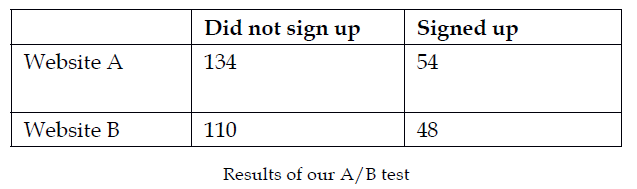 Did not sign up Signed up
Website A 134 54
Website B 110 48
Results of our A/B test